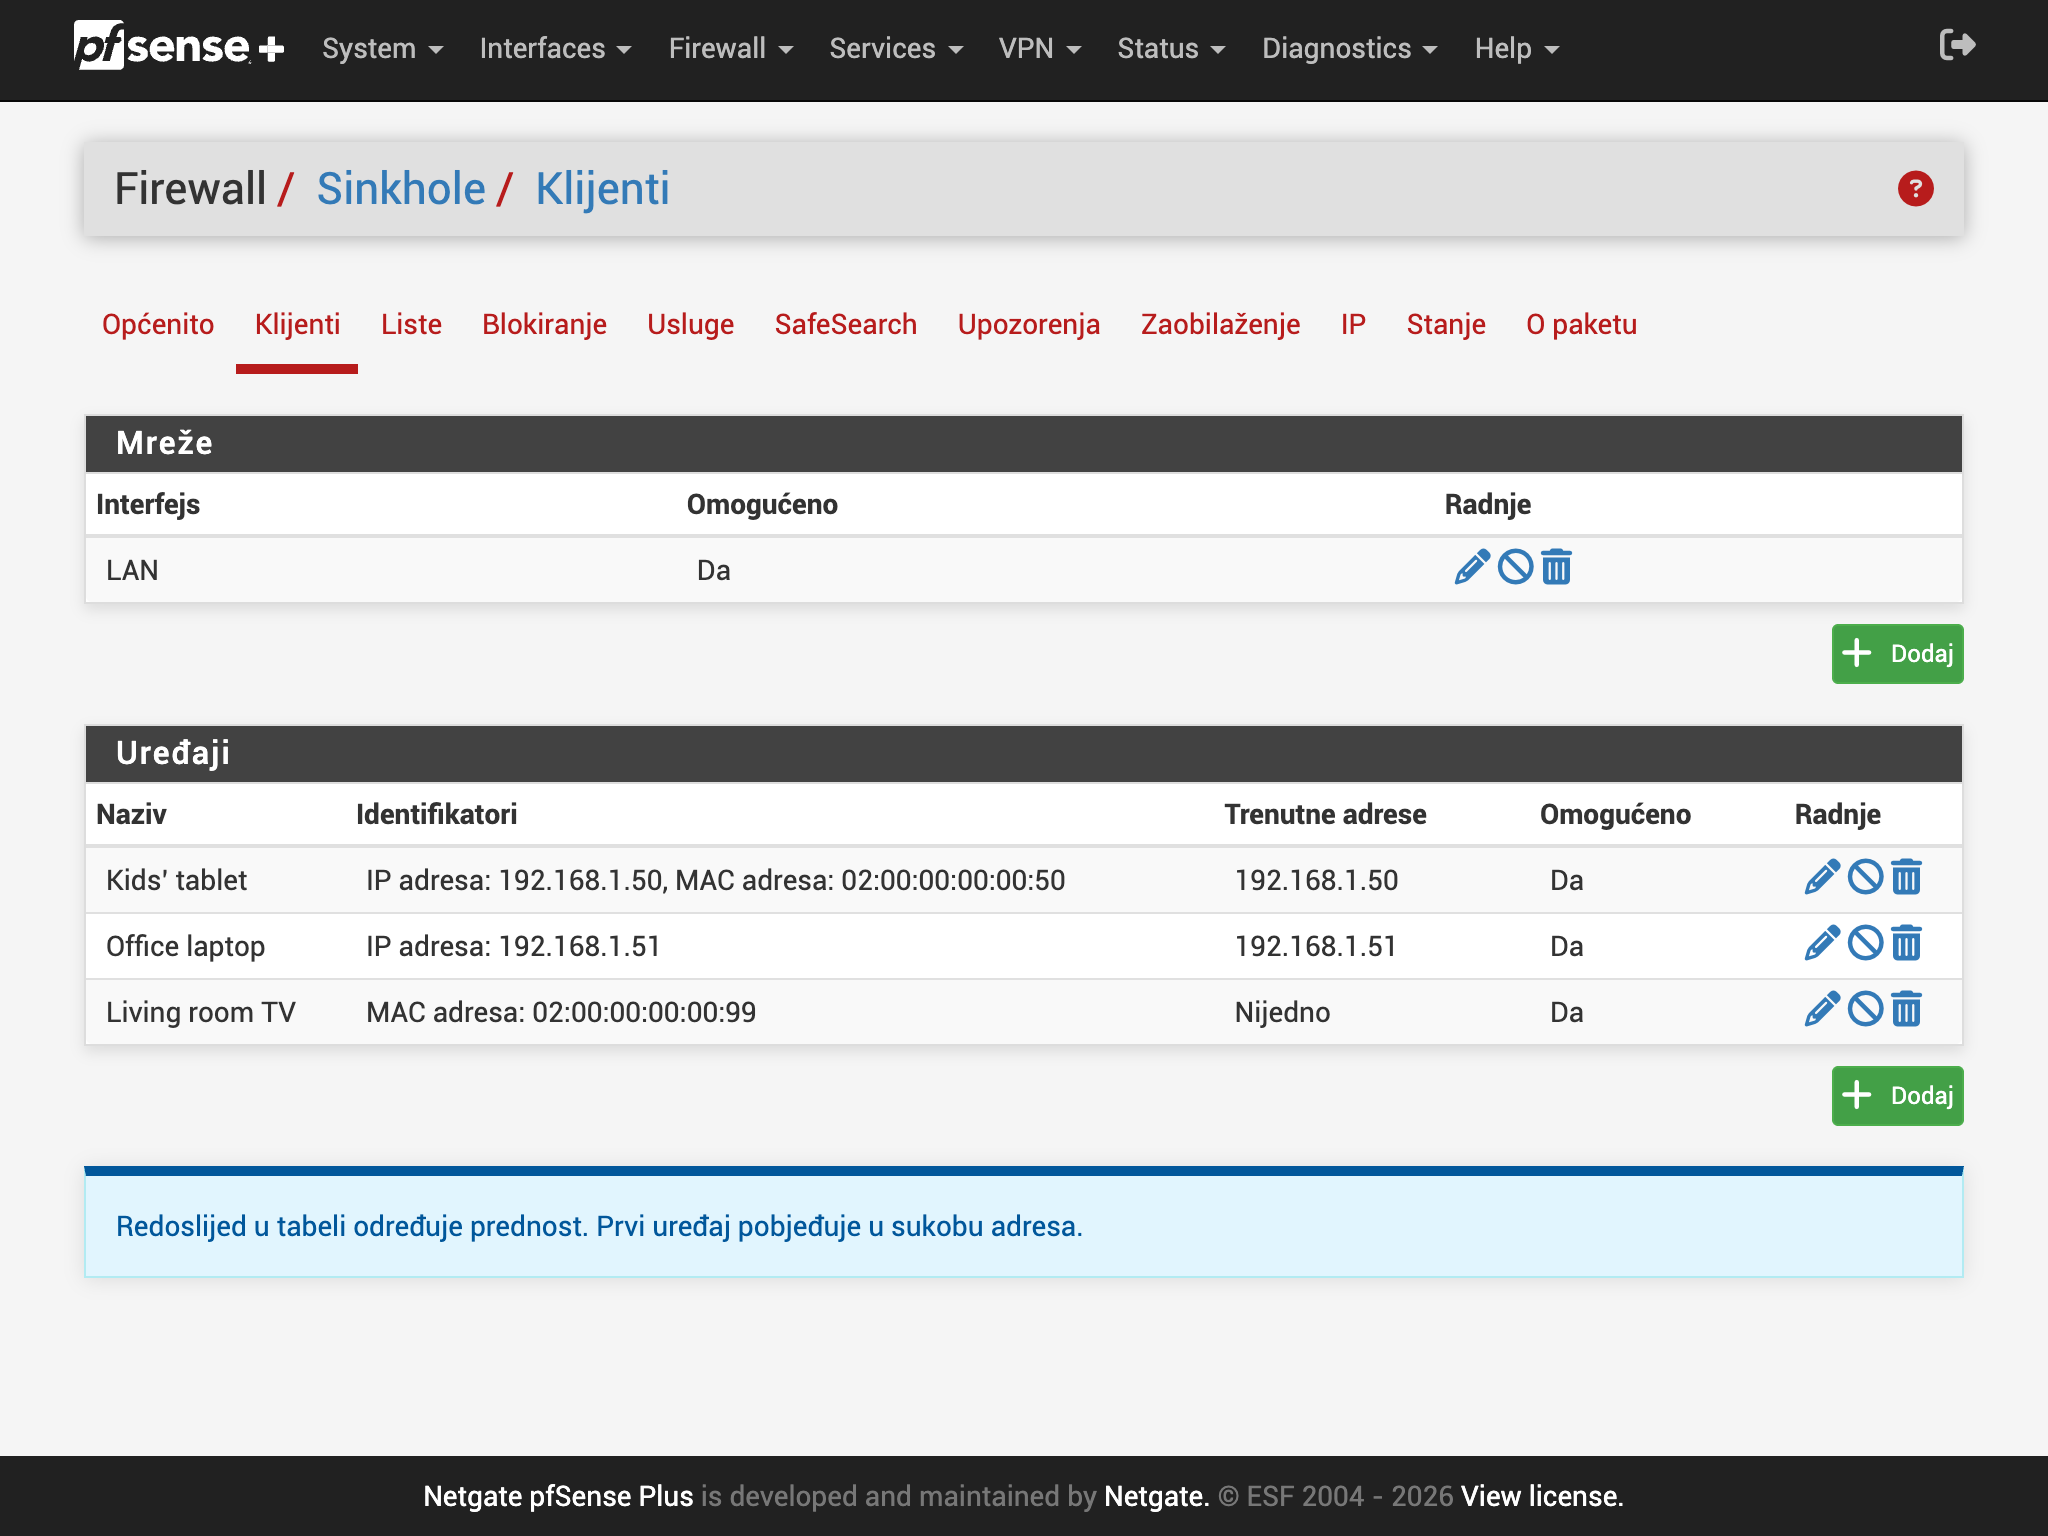 pfsense+ System Interfaces Firewall Services VPN Status Diagnostics Help
Firewall / Sinkhole / Klijenti ?
Općenito Klijenti Liste Blokiranje Usluge SafeSearch Upozorenja Zaobilaženje IP Stanje O paketu
Mreže
Interfejs Omogućeno Radnje
LAN Da
Dodaj
Uređaji
Naziv Identifikatori Trenutne adrese Omogućeno Radnje
Kids' tablet IP adresa: 192.168.1.50, MAC adresa: 02:00:00:00:00:50 192.168.1.50 Da
Office laptop IP adresa: 192.168.1.51 192.168.1.51 Da
Living room TV MAC adresa: 02:00:00:00:00:99 Nijedno Da
Dodaj
Redoslijed u tabeli određuje prednost. Prvi uređaj pobjeđuje u sukobu adresa.
Netgate pfSense Plus is developed and maintained by Netgate. © ESF 2004 - 2026 View license.